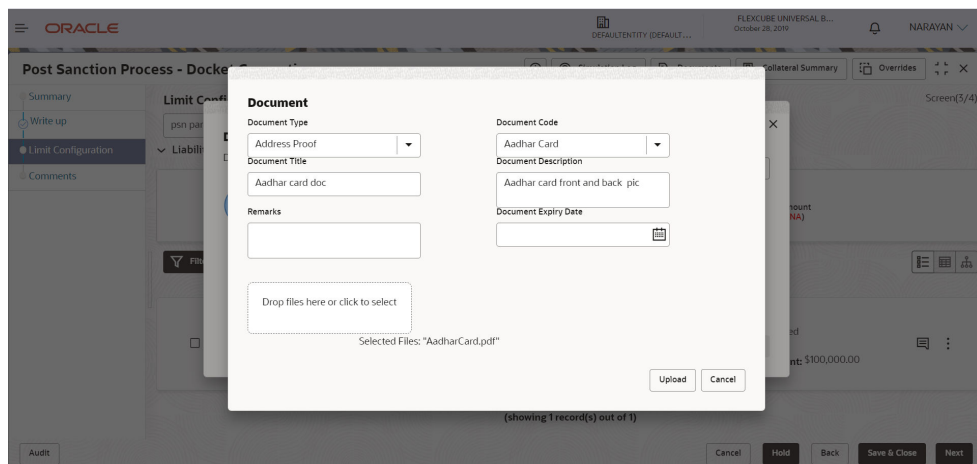 ORACLE
DEFAULTENTITY (DEFAULT...
FLEXCUBE UNIVERSAL B...
October 28, 2019
NARAYAN
Post Sanction Process - Docket
Collateral Summary
Overrides
Summary
Write up
Limit Configuration
Comments
Limit Confi
Screen(3/4)
psn par
Liabili
Document
Document Type
Document Code
Address Proof
Aadhar Card
Document Title
Document Description
Aadhar card doc
Aadhar card front and back pic
Remarks
Document Expiry Date
Drop files here or click to select
Selected Files: "AadharCard.pdf"
Upload
Cancel
mount
NA)
Filte
ed
nt: $100,000.00
(showing 1 record(s) out of 1)
Audit
Cancel
Hold
Back
Save & Close
Next